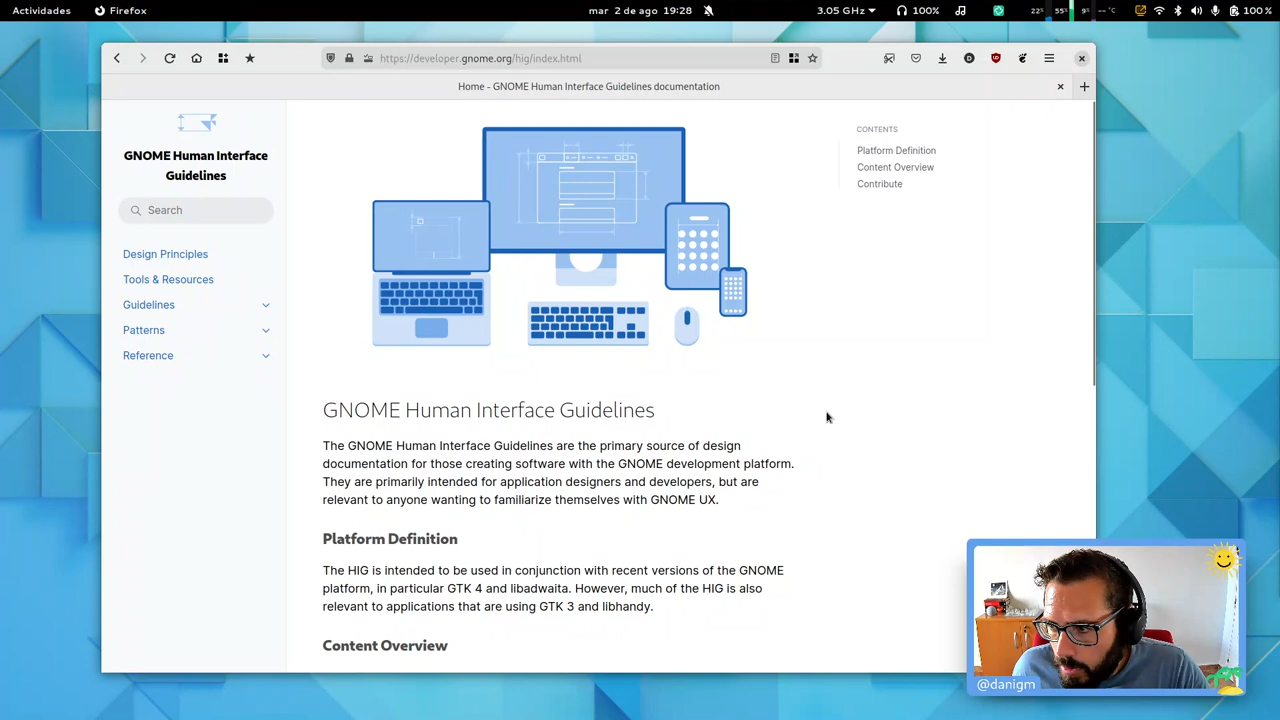 Actividades
Firefox
mar 2 de ago 19:28
3.05 GHz
100%
22%
55%
9%
--°C
100 %
https://developer.gnome.org/hig/index.html
Home - GNOME Human Interface Guidelines documentation
GNOME Human Interface
Guidelines
Search
Design Principles
Tools & Resources
Guidelines
Patterns
Reference
CONTENTS
Platform Definition
Content Overview
Contribute
GNOME Human Interface Guidelines
The GNOME Human Interface Guidelines are the primary source of design
documentation for those creating software with the GNOME development platform.
They are primarily intended for application designers and developers, but are
relevant to anyone wanting to familiarize themselves with GNOME UX.
Platform Definition
The HIG is intended to be used in conjunction with recent versions of the GNOME
platform, in particular GTK 4 and libadwaita. However, much of the HIG is also
relevant to applications that are using GTK 3 and libhandy.
Content Overview
@danigm